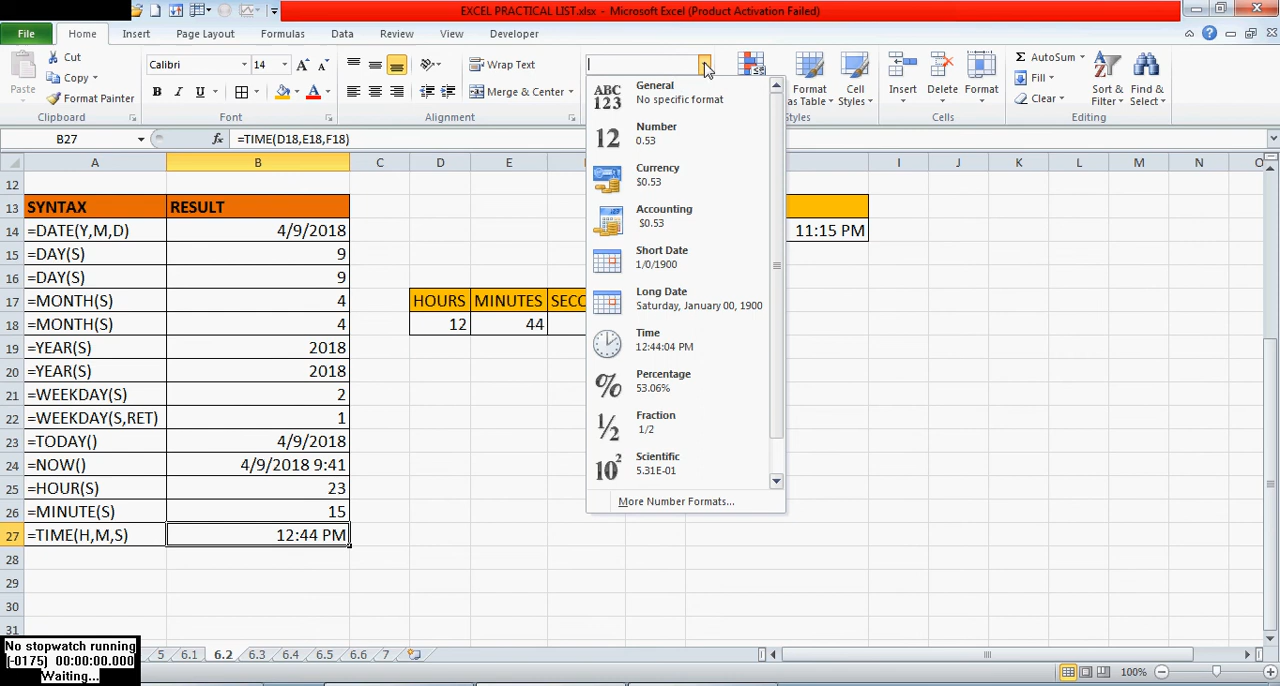 EXCEL PRACTICAL LIST.xlsx - Microsoft Excel (Product Activation Failed)
File Home Insert Page Layout Formulas Data Review View Developer
Paste
Cut
Copy
Format Painter
Clipboard
Calibri 14 A A
B I U A
Font
Wrap Text
Merge & Center
Alignment
Format as Table
Cell Styles
Styles
Insert Delete Format
Cells
AutoSum
Fill
Clear
Sort & Filter
Find & Select
Editing
B27 fx =TIME(D18,E18,F18)
A B C D E I J K L M N O
12
13 SYNTAX RESULT
14 =DATE(Y,M,D) 4/9/2018 11:15 PM
15 =DAY(S) 9
16 =DAY(S) 9
17 =MONTH(S) 4 HOURS MINUTES SECO
18 =MONTH(S) 4 12 44
19 =YEAR(S) 2018
20 =YEAR(S) 2018
21 =WEEKDAY(S) 2
22 =WEEKDAY(S,RET) 1
23 =TODAY() 4/9/2018
24 =NOW() 4/9/2018 9:41
25 =HOUR(S) 23
26 =MINUTE(S) 15
27 =TIME(H,M,S) 12:44 PM
28
29
30
31
ABC 123
General
No specific format
12
Number
0.53
Currency
$0.53
Accounting
$0.53
Short Date
1/0/1900
Long Date
Saturday, January 00, 1900
Time
12:44:04 PM
%
Percentage
53.06%
1/2
Fraction
1/2
10²
Scientific
5.31E-01
More Number Formats...
No stopwatch running
[-0175] 00:00:00.000
Waiting...
5 6.1 6.2 6.3 6.4 6.5 6.6 7
100%